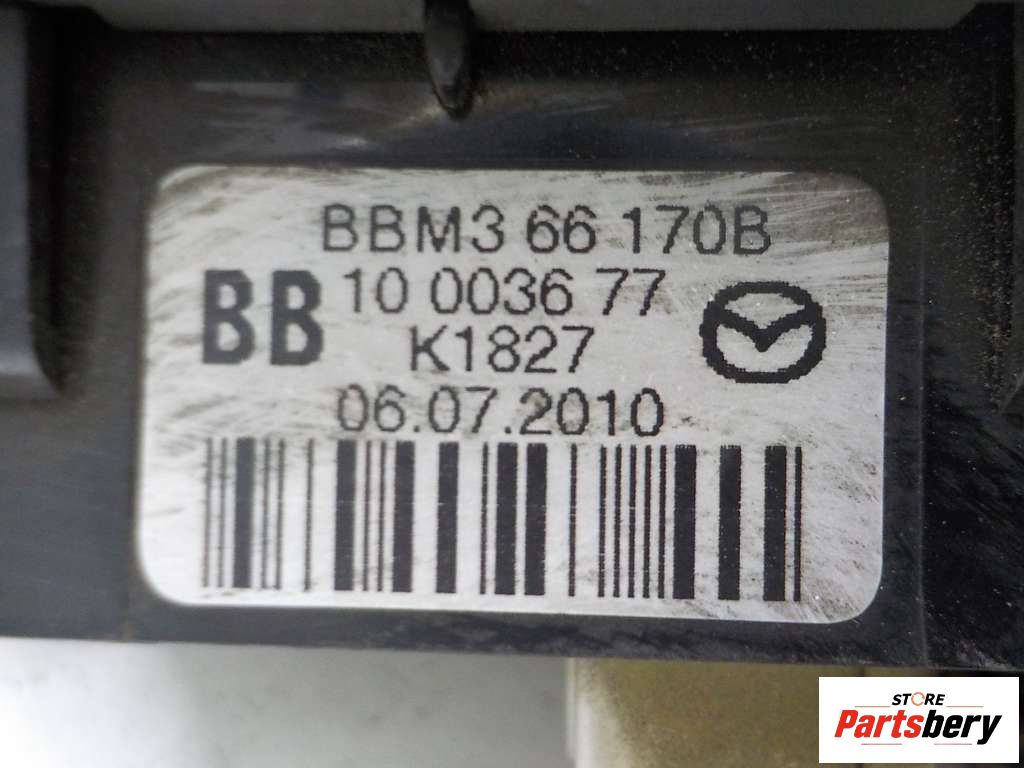 BBM3 66 170B
BB
10 0036 77
K1827
06.07.2010
STORE
Partsbery